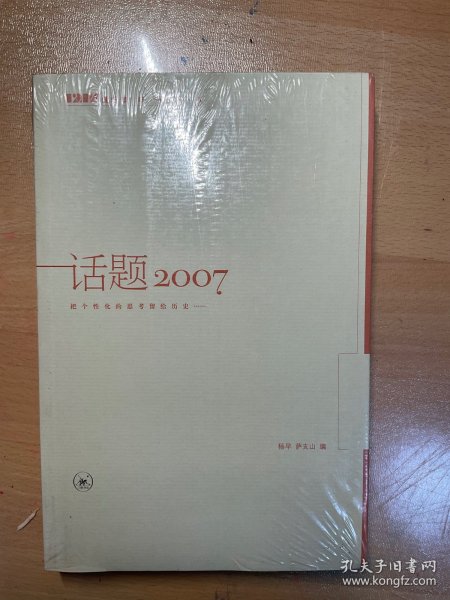 话题2007
把个性化的思考留给历史……
杨早 萨支山 编
孔夫子旧书网
www.kongfz.com